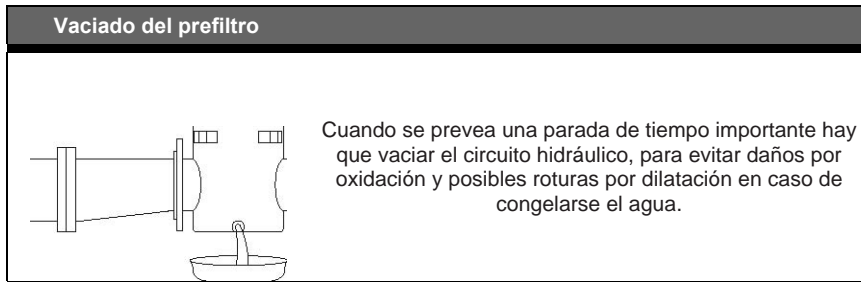 Vaciado del prefiltro
Cuando se prevea una parada de tiempo importante hay
que vaciar el circuito hidráulico, para evitar daños por
oxidación y posibles roturas por dilatación en caso de
congelarse el agua.